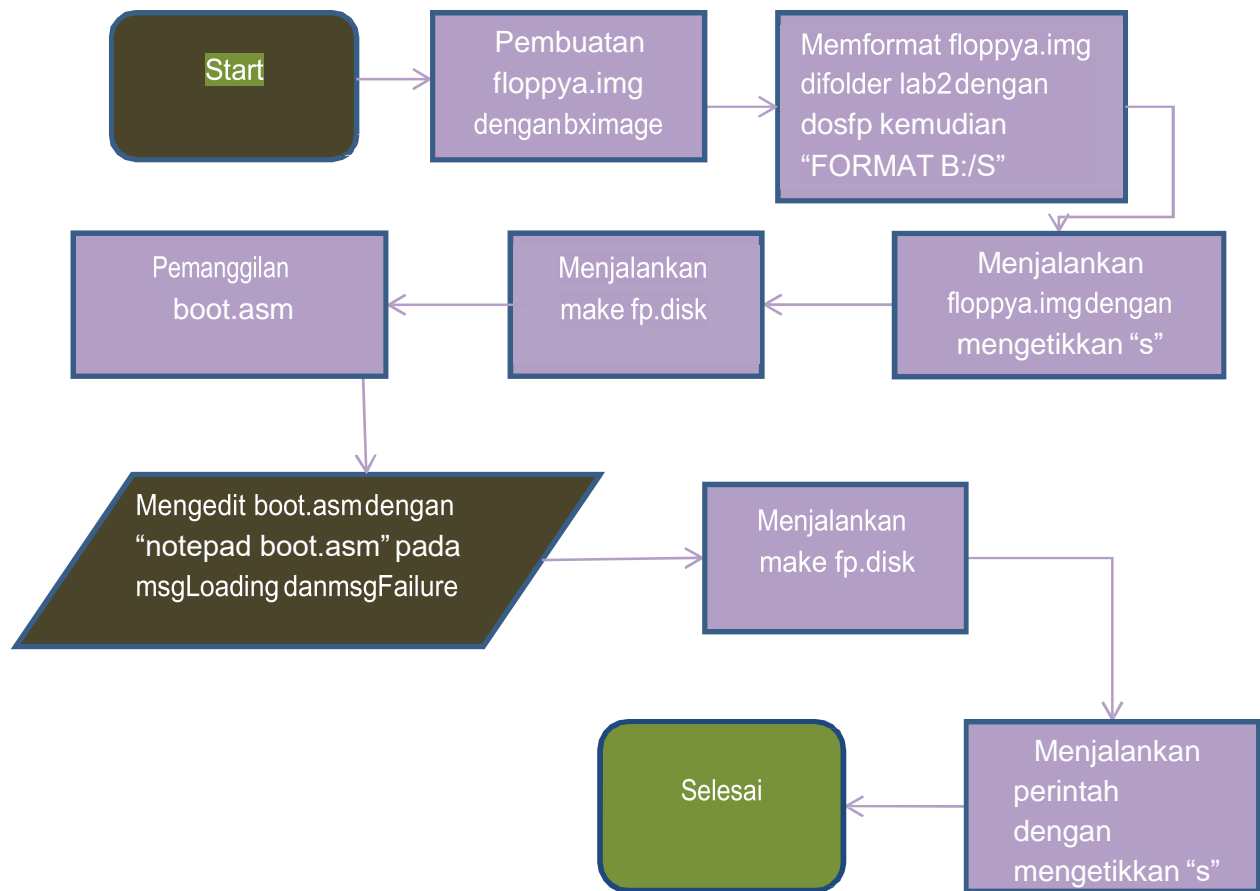 Start
Pembuatan
floppya.img
denganbximage
Memformat floppya.img
difolder lab2dengan
dosfp kemudian
“FORMAT B:/S”
Menjalankan
floppya.imgdengan
mengetikkan “s”
Menjalankan
make fp.disk
Pemanggilan
boot.asm
Mengedit boot.asmdengan
“notepad boot.asm” pada
msgLoading danmsgFailure
Menjalankan
make fp.disk
Menjalankan
perintah
dengan
mengetikkan “s”
Selesai